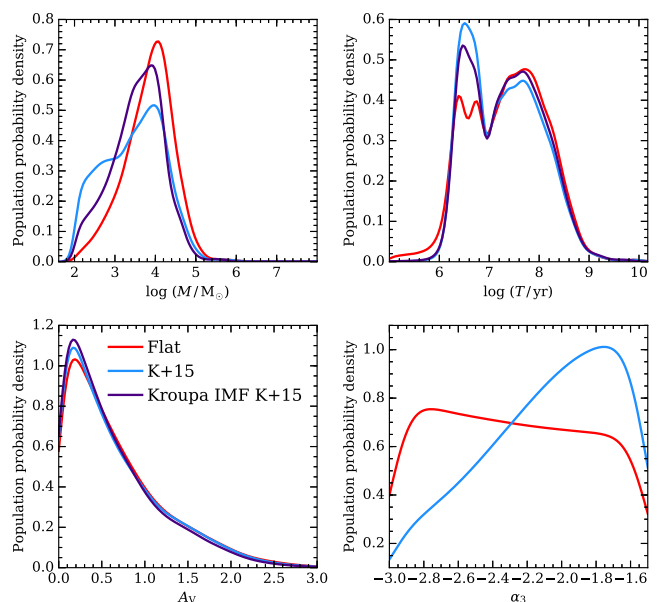 0.8
0.7
0.6
0.5
0.4
0.3
0.2
0.1
0.0
Population probability density
2 3 4 5 6 7
log (M/M⊙)
0.6
0.5
0.4
0.3
0.2
0.1
0.0
Population probability density
6 7 8 9 10
log (T/yr)
1.2
1.0
0.8
0.6
0.4
0.2
0.0
Population probability density
Flat
K+15
Kroupa IMF K+15
0.0 0.5 1.0 1.5 2.0 2.5 3.0
A_V
1.0
0.8
0.6
0.4
0.2
Population probability density
−3.0 −2.8 −2.6 −2.4 −2.2 −2.0 −1.8 −1.6
α₃